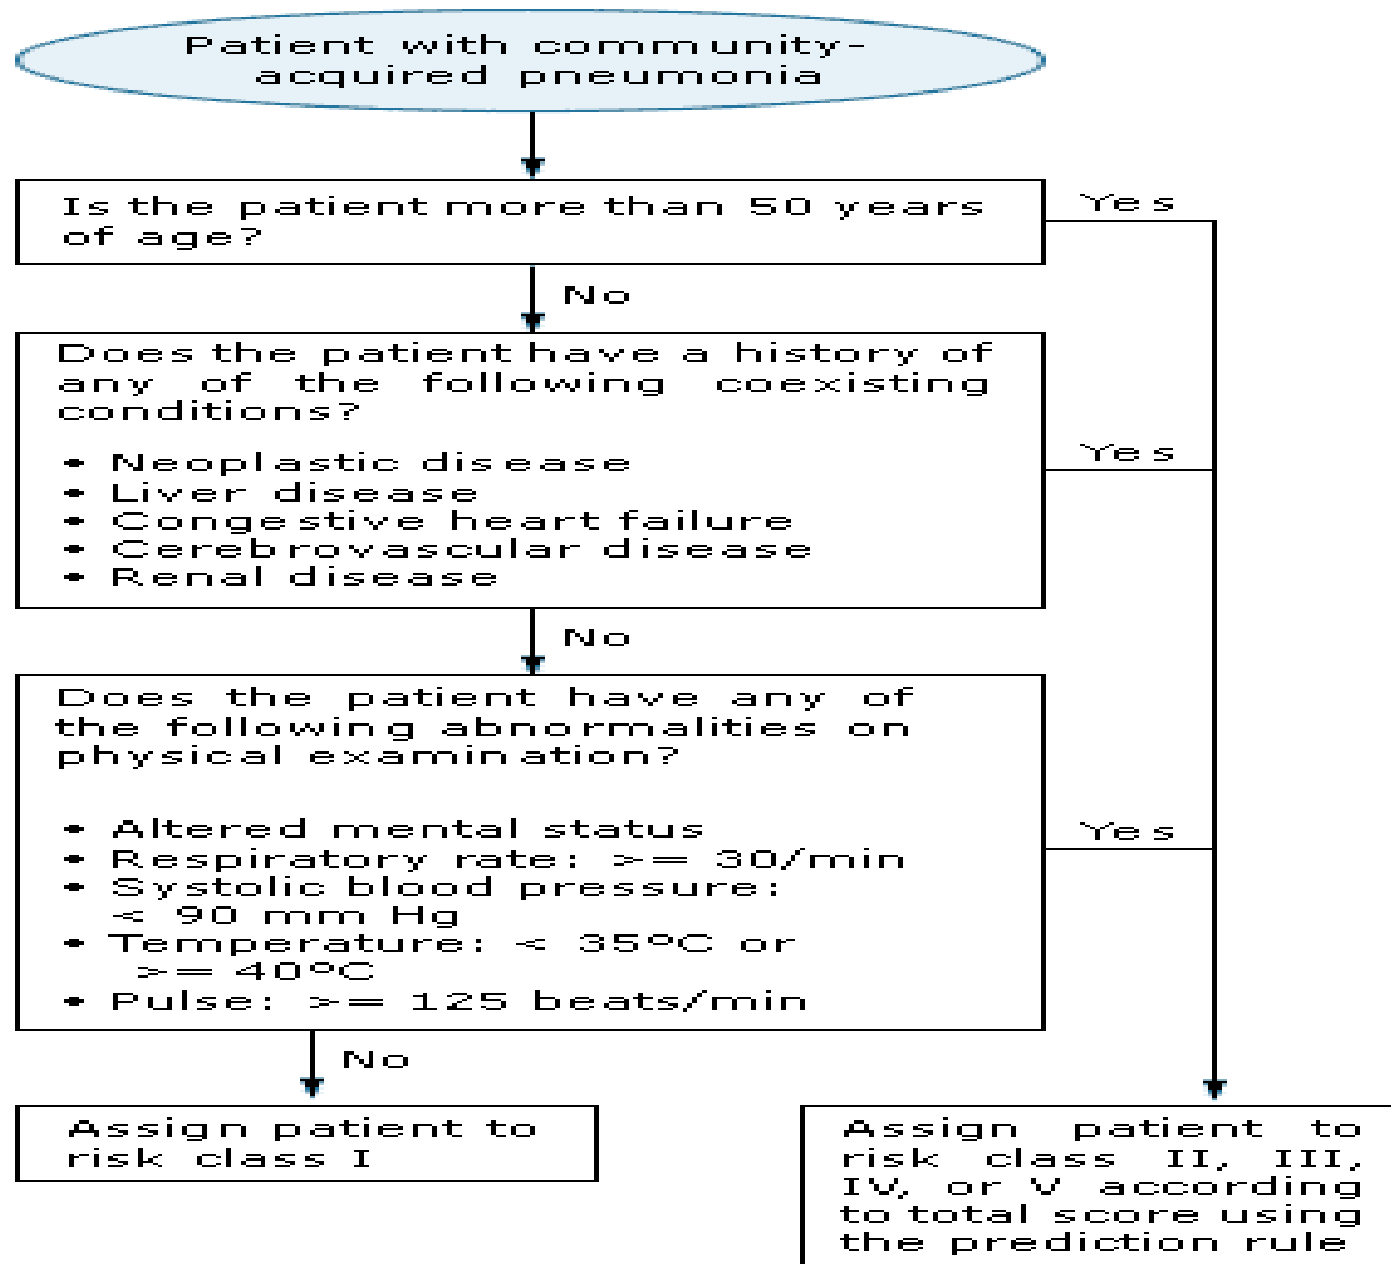 Patient with community-
acquired pneumonia
Is the patient more than 50 years
of age?
Yes
No
Does the patient have a history of
any of the following coexisting
conditions?
• Neoplastic disease
• Liver disease
• Congestive heart failure
• Cerebrovascular disease
• Renal disease
Yes
No
Does the patient have any of
the following abnormalities on
physical examination?
• Altered mental status
• Respiratory rate: >= 30/min
• Systolic blood pressure:
< 90 mm Hg
• Temperature: < 35ºC or
>= 40ºC
• Pulse: >= 125 beats/min
Yes
No
Assign patient to
risk class I
Assign patient to
risk class II, III,
IV, or V according
to total score using
the prediction rule